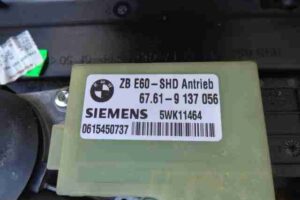 ZB E60-SHD Antrieb
67.61-9 137 056
SIEMENS 5WK11464
0615450737